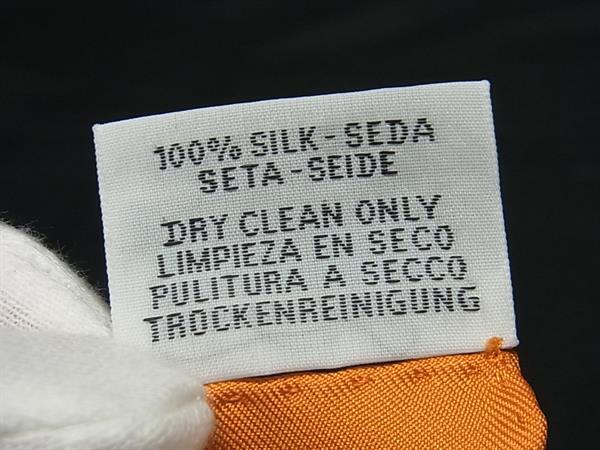 100% SILK-SEDA
SETA-SEIDE
DRY CLEAN ONLY
LIMPIEZA EN SECO
PULITURA A SECCO
TROCKENREINIGUNG